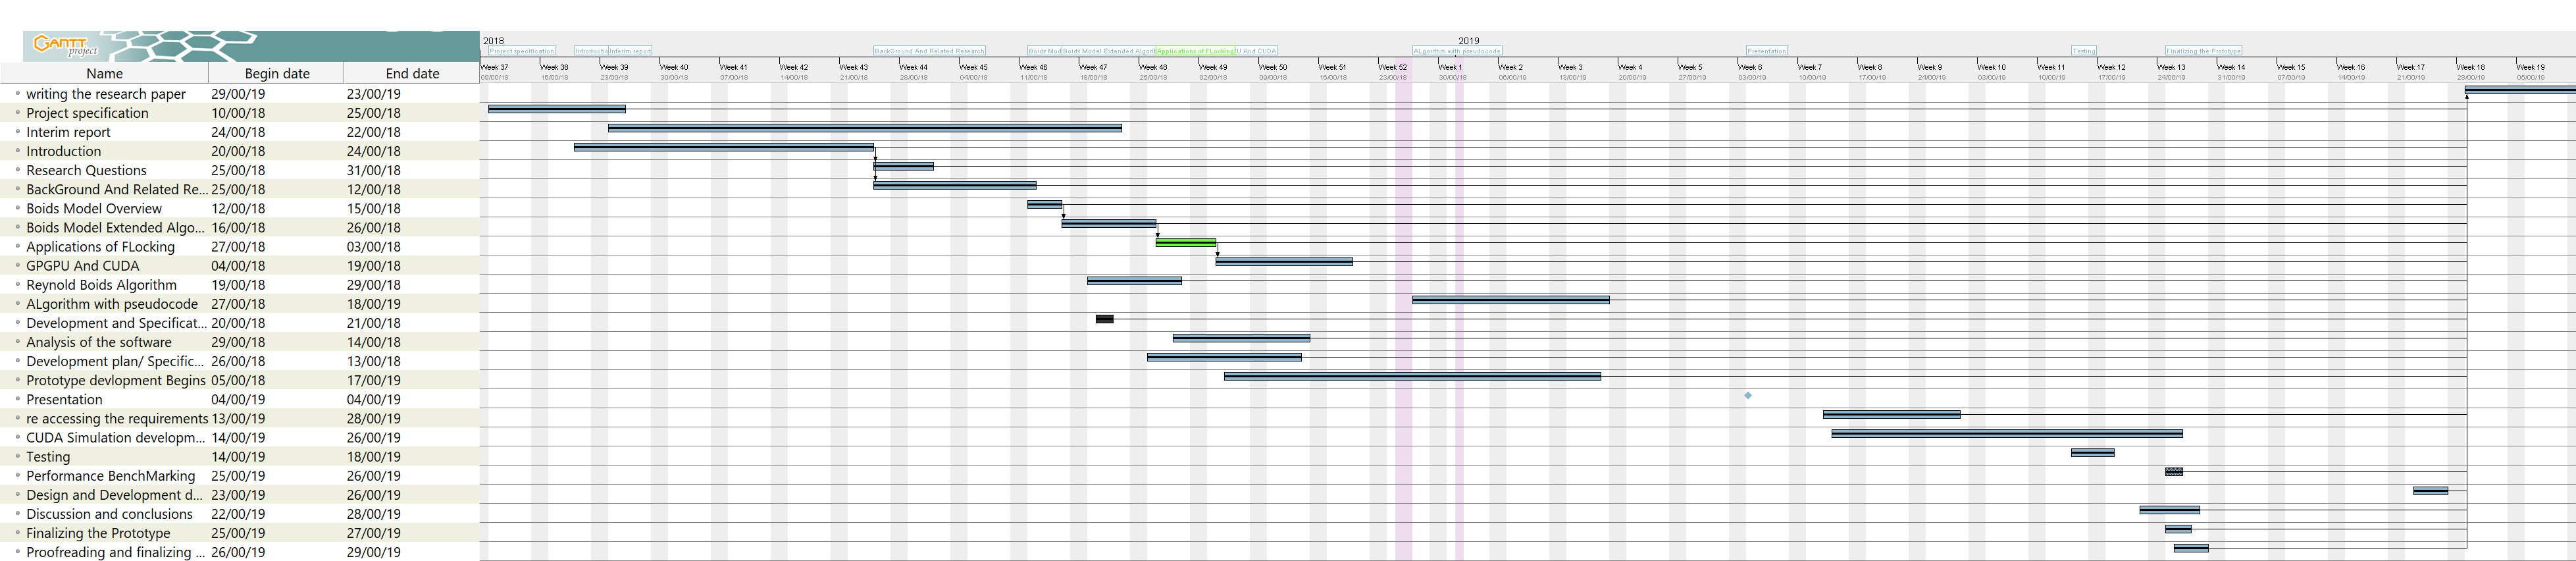 GANTT
project
2018
2019
Project specification
Introductio
Interim report
BackGround And Related Research
Boids Mod
Boids Model Extended Algorit
Applications of FLocking
U And CUDA
ALgorithm with pseudocode
Presentation
Testing
Finalizing the Prototype
Name Begin date End date
Week 37 Week 38 Week 39 Week 40 Week 41 Week 42 Week 43 Week 44 Week 45 Week 46 Week 47 Week 48 Week 49 Week 50 Week 51 Week 52 Week 1 Week 2 Week 3 Week 4 Week 5 Week 6 Week 7 Week 8 Week 9 Week 10 Week 11 Week 12 Week 13 Week 14 Week 15 Week 16 Week 17 Week 18 Week 19
09/00/18 16/00/18 23/00/18 30/00/18 07/00/18 14/00/18 21/00/18 28/00/18 04/00/18 11/00/18 18/00/18 25/00/18 02/00/18 09/00/18 16/00/18 23/00/18 30/00/18 06/00/19 13/00/19 20/00/19 27/00/19 03/00/19 10/00/19 17/00/19 24/00/19 03/00/19 10/00/19 17/00/19 24/00/19 31/00/19 07/00/19 14/00/19 21/00/19 28/00/19 05/00/19
writing the research paper 29/00/19 23/00/19
Project specification 10/00/18 25/00/18
Interim report 24/00/18 22/00/18
Introduction 20/00/18 24/00/18
Research Questions 25/00/18 31/00/18
BackGround And Related Re... 25/00/18 12/00/18
Boids Model Overview 12/00/18 15/00/18
Boids Model Extended Algo... 16/00/18 26/00/18
Applications of FLocking 27/00/18 03/00/18
GPGPU And CUDA 04/00/18 19/00/18
Reynold Boids Algorithm 19/00/18 29/00/18
ALgorithm with pseudocode 27/00/18 18/00/19
Development and Specificat... 20/00/18 21/00/18
Analysis of the software 29/00/18 14/00/18
Development plan/ Specific... 26/00/18 13/00/18
Prototype devlopment Begins 05/00/18 17/00/19
Presentation 04/00/19 04/00/19
re accessing the requirements 13/00/19 28/00/19
CUDA Simulation developm... 14/00/19 26/00/19
Testing 14/00/19 18/00/19
Performance BenchMarking 25/00/19 26/00/19
Design and Development d... 23/00/19 26/00/19
Discussion and conclusions 22/00/19 28/00/19
Finalizing the Prototype 25/00/19 27/00/19
Proofreading and finalizing ... 26/00/19 29/00/19